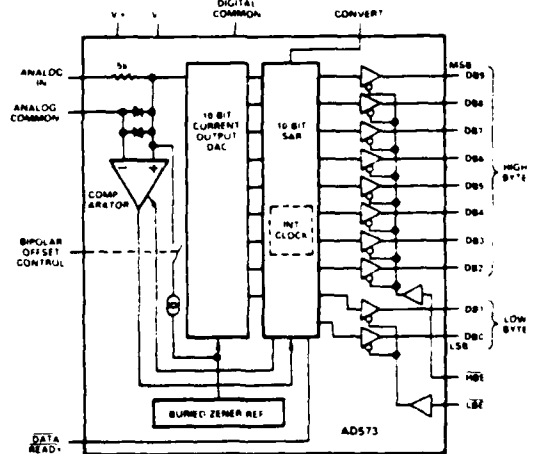 V+
V-
DIGITAL
COMMON
CONVERT
ANALOG
IN
5k
ANALOG
COMMON
COMP
ARATOR
BIPOLAR
OFFSET
CONTROL
10 BIT
CURRENT
OUTPUT
DAC
10 BIT
SAR
INT
CLOCK
BURIED ZENER REF
AD573
DATA
READY
MSB
DB9
DB8
DB7
DB6
DB5
DB4
DB3
DB2
HIGH
BYTE
DB1
DB0
LSB
LOW
BYTE
HBE
LBE